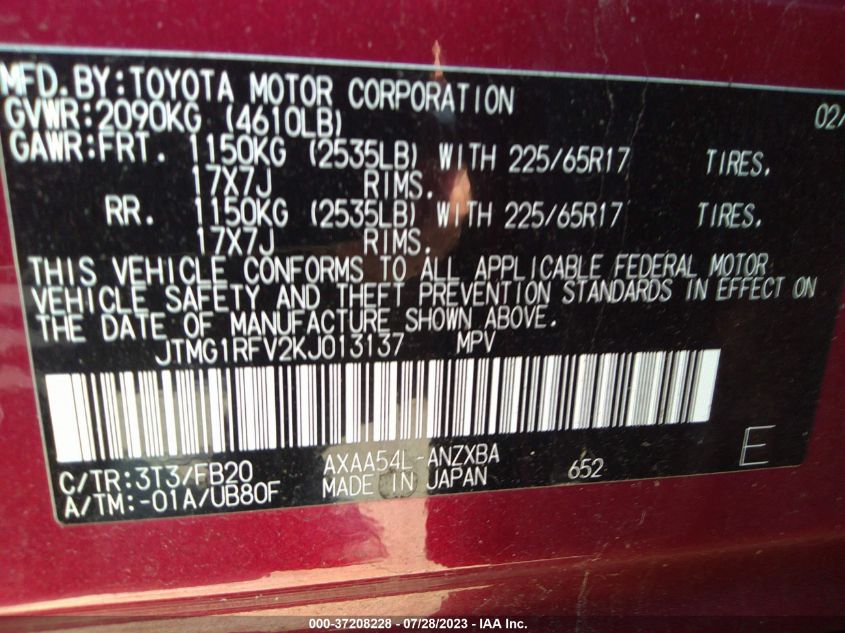 MFD.BY:TOYOTA MOTOR CORPORATION 02/
GVWR:2090KG (4610LB)
GAWR:FRT. 1150KG (2535LB) WITH 225/65R17 TIRES.
17X7J RIMS.
RR. 1150KG (2535LB) WITH 225/65R17 TIRES.
17X7J RIMS.
THIS VEHICLE CONFORMS TO ALL APPLICABLE FEDERAL MOTOR
VEHICLE SAFETY AND THEFT PREVENTION STANDARDS IN EFFECT ON
THE DATE OF MANUFACTURE SHOWN ABOVE.
JTMG1RFV2KJ013137 MPV
C/TR:3T3/FB20 AXAA54L-ANZXBA 652 E
A/TM:-01A/UB80F MADE IN JAPAN
000-37208228 - 07/28/2023 - IAA Inc.